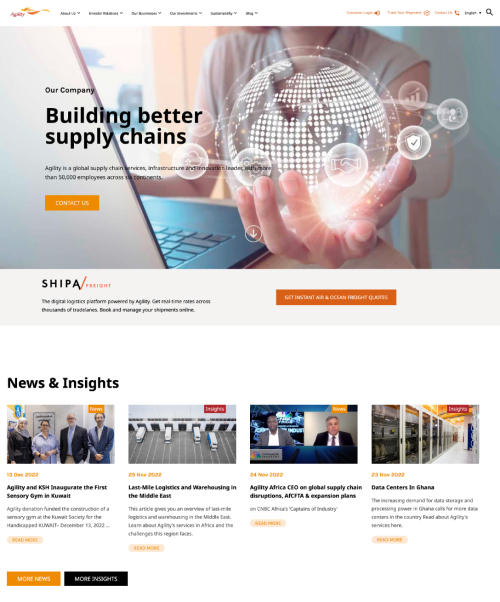 Agility
About Us
Investor Relations
Our Businesses
Our Investments
Sustainability
Blog
Customer Login
Track Your Shipment
Contact Us
English
Our Company
Building better
supply chains
Agility is a global supply chain services, infrastructure and innovation leader with more
than 50,000 employees across six continents.
CONTACT US
SHIPA/FREIGHT
The digital logistics platform powered by Agility. Get real-time rates across
thousands of tradelanes. Book and manage your shipments online.
GET INSTANT AIR & OCEAN FREIGHT QUOTES
News & Insights
News
13 Dec 2022
Agility and KSH Inaugurate the First
Sensory Gym in Kuwait
Agility donation funded the construction of a
sensory gym at the Kuwait Society for the
Handicapped KUWAIT– December 13, 2022 ...
READ MORE
Insights
29 Nov 2022
Last-Mile Logistics and Warehousing in
the Middle East
This article gives you an overview of last-mile
logistics and warehousing in the Middle East.
Learn about Agility's services in Africa and the
challenges this region faces.
READ MORE
News
24 Nov 2022
Agility Africa CEO on global supply chain
disruptions, AfCFTA & expansion plans
on CNBC Africa's 'Captains of Industry'
READ MORE
Insights
23 Nov 2022
Data Centers In Ghana
The increasing demand for data storage and
processing power in Ghana calls for more data
centers in the country Read about Agility's
services here.
READ MORE
MORE NEWS
MORE INSIGHTS